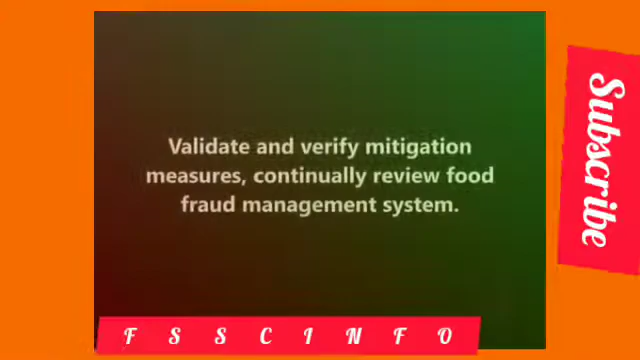 Validate and verify mitigation
measures, continually review food
fraud management system.
Subscribe
F S S C I N F O